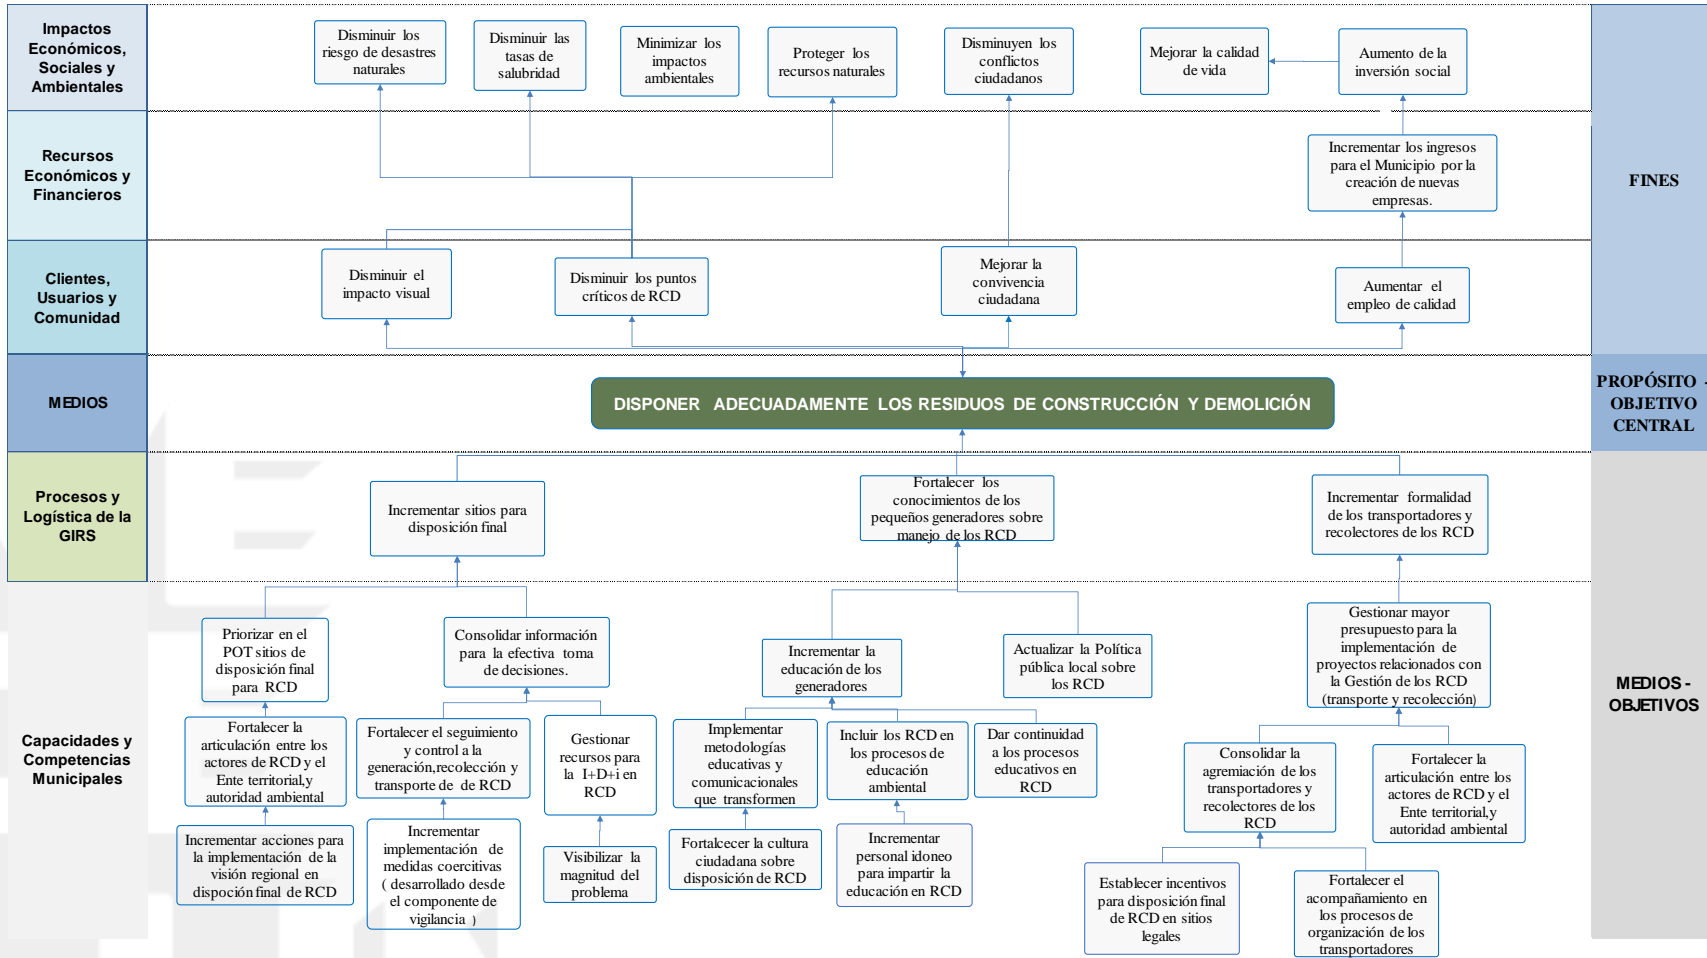 Impactos
Económicos,
Sociales y
Ambientales
Disminuir los
riesgo de desastres
naturales
Disminuir las
tasas de
salubridad
Minimizar los
impactos
ambientales
Proteger los
recursos naturales
Disminuyen los
conflictos
ciudadanos
Mejorar la calidad
de vida
Aumento de la
inversión social
Recursos
Económicos y
Financieros
Incrementar los ingresos
para el Municipio por la
creación de nuevas
empresas.
FINES
Clientes,
Usuarios y
Comunidad
Disminuir el
impacto visual
Disminuir los puntos
críticos de RCD
Mejorar la
convivencia
ciudadana
Aumentar el
empleo de calidad
MEDIOS
DISPONER ADECUADAMENTE LOS RESIDUOS DE CONSTRUCCIÓN Y DEMOLICIÓN
PROPÓSITO -
OBJETIVO
CENTRAL
Procesos y
Logística de la
GIRS
Incrementar sitios para
disposición final
Fortalecer los
conocimientos de los
pequeños generadores sobre
manejo de los RCD
Incrementar formalidad
de los transportadores y
recolectores de los RCD
Capacidades y
Competencias
Municipales
Priorizar en el
POT sitios de
disposición final
para RCD
Consolidar información
para la efectiva toma
de decisiones.
Incrementar la
educación de los
generadores
Actualizar la Política
pública local sobre
los RCD
Gestionar mayor
presupuesto para la
implementación de
proyectos relacionados con
la Gestión de los RCD
(transporte y recolección)
MEDIOS -
OBJETIVOS
Fortalecer la
articulación entre los
actores de RCD y el
Ente territorial,y
autoridad ambiental
Fortalecer el seguimiento
y control a la
generación,recolección y
transporte de de RCD
Gestionar
recursos para
la I+D+i en
RCD
Implementar
metodologías
educativas y
comunicacionales
que transformen
Incluir los RCD en
los procesos de
educación
ambiental
Dar continuidad
a los procesos
educativos en
RCD
Consolidar la
agremiación de los
transportadores y
recolectores de los
RCD
Fortalecer la
articulación entre los
actores de RCD y el
Ente territorial,y
autoridad ambiental
Incrementar acciones para
la implementación de la
visión regional en
dispoción final de RCD
Incrementar
implementación de
medidas coercitivas
( desarrollado desde
el componente de
vigilancia )
Visibilizar la
magnitud del
problema
Fortalcecer la cultura
ciudadana sobre
disposición de RCD
Incrementar
personal idoneo
para impartir la
educación en RCD
Establecer incentivos
para disposición final
de RCD en sitios
legales
Fortalecer el
acompañamiento en
los procesos de
organización de los
transportadores